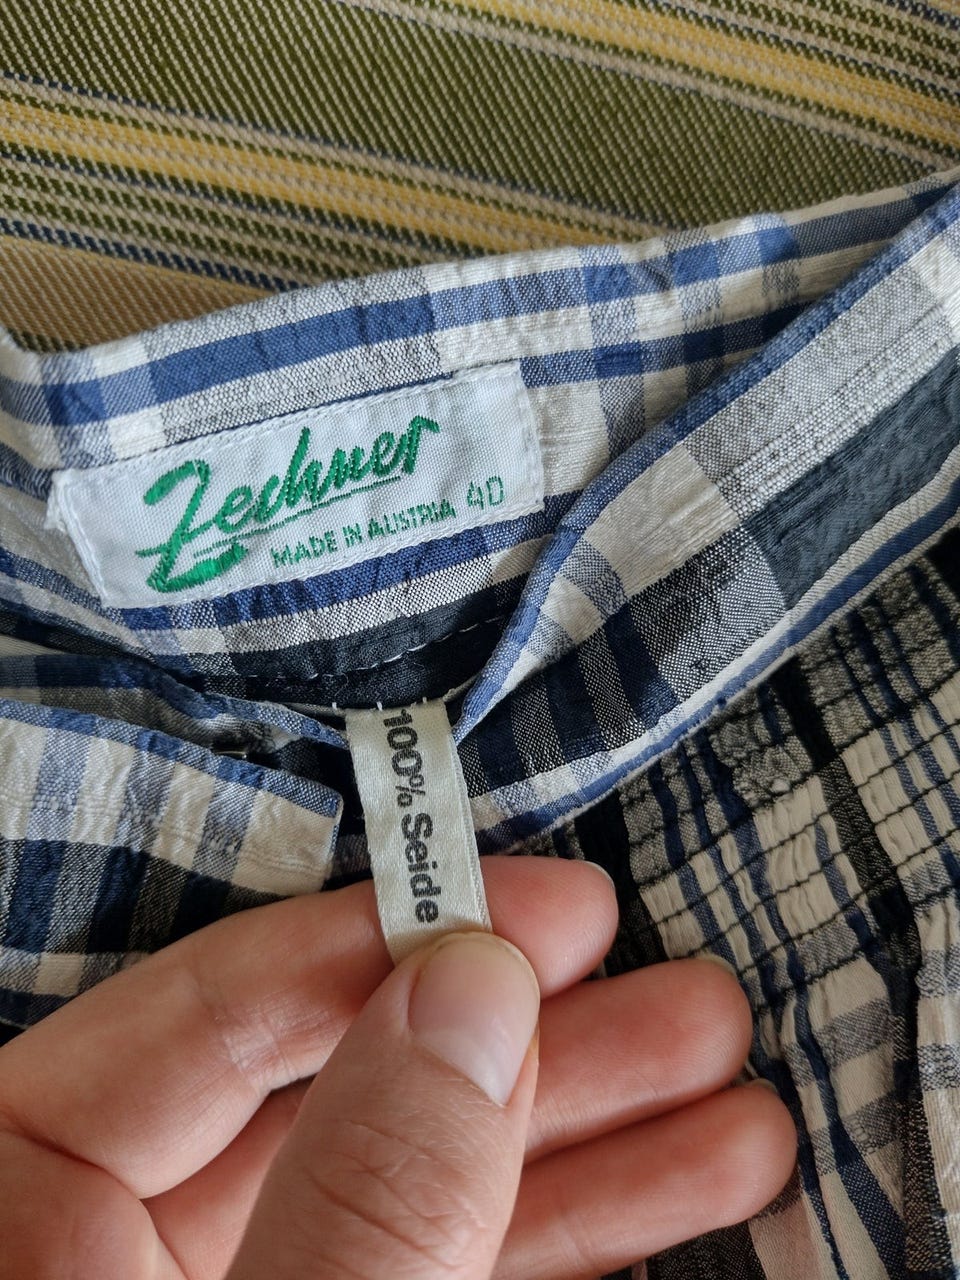 Zechner
MADE IN AUSTRIA 40
100% Seide